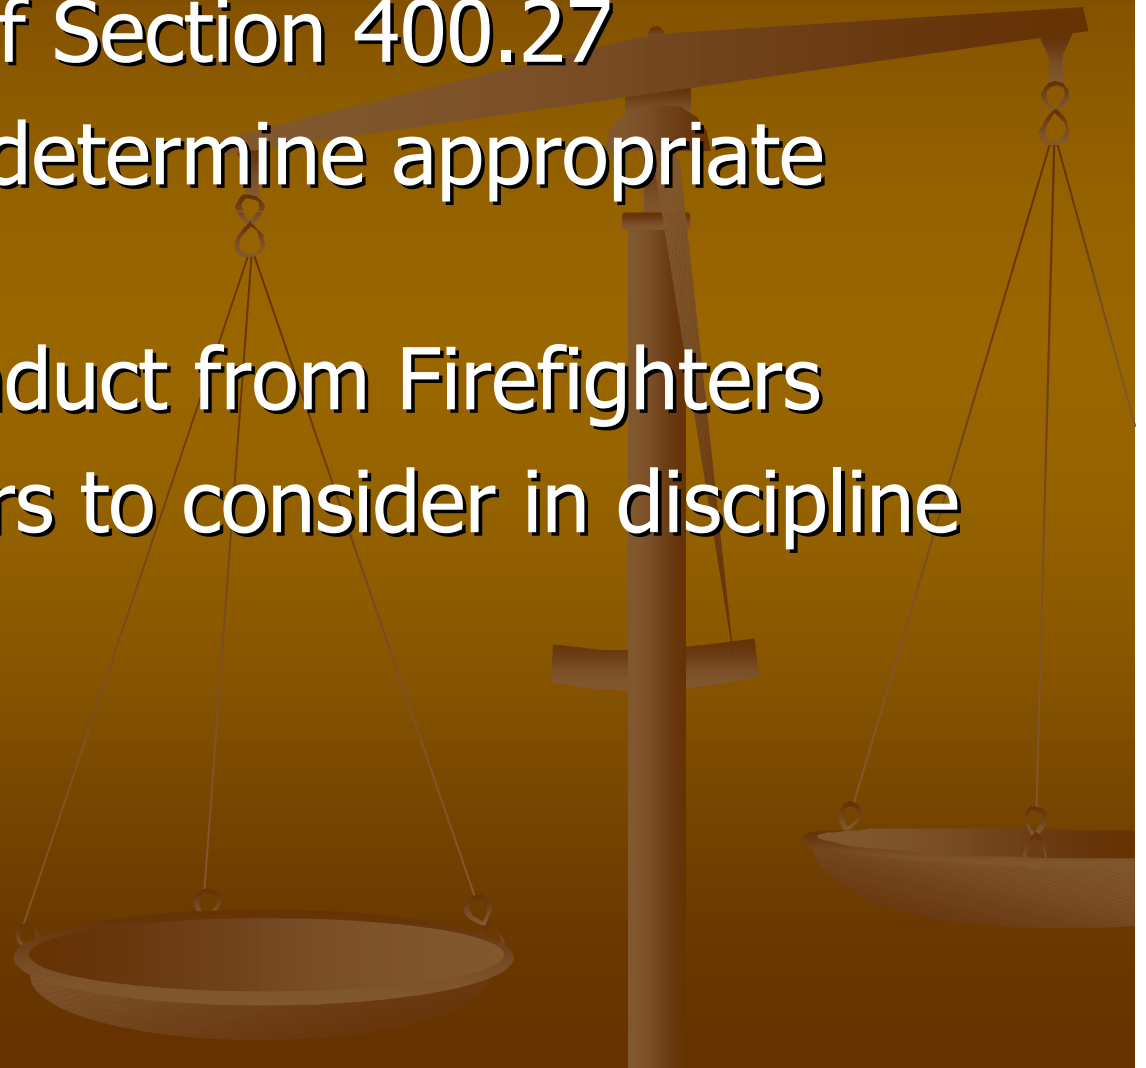 f Section 400.27
determine appropriate
duct from Firefighters
rs to consider in discipline